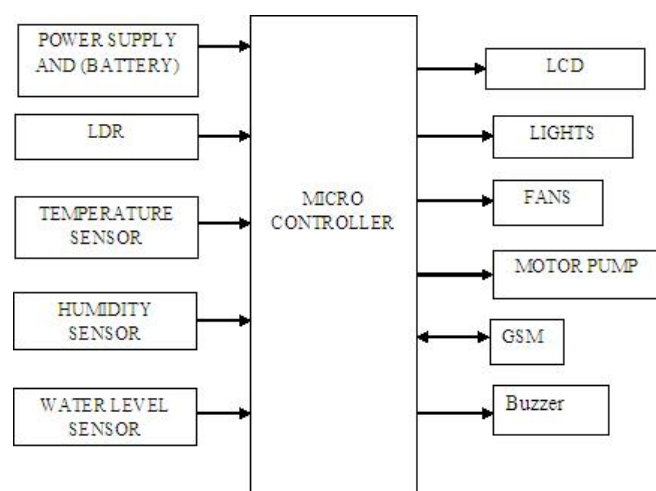 POWER SUPPLY
AND (BATTERY)
LDR
TEMPERATURE
SENSOR
HUMIDITY
SENSOR
WATER LEVEL
SENSOR
MICRO
CONTROLLER
LCD
LIGHTS
FANS
MOTOR PUMP
GSM
Buzzer